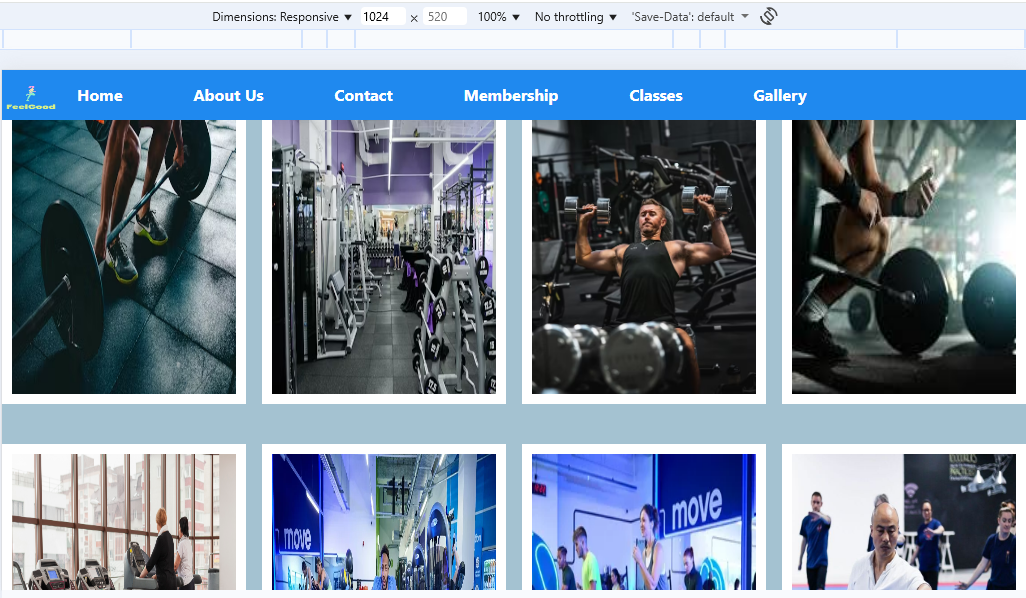 Dimensions: Responsive ▼ 1024 × 520 100% ▼ No throttling ▼ 'Save-Data': default
FeelGood Home About Us Contact Membership Classes Gallery
move
move